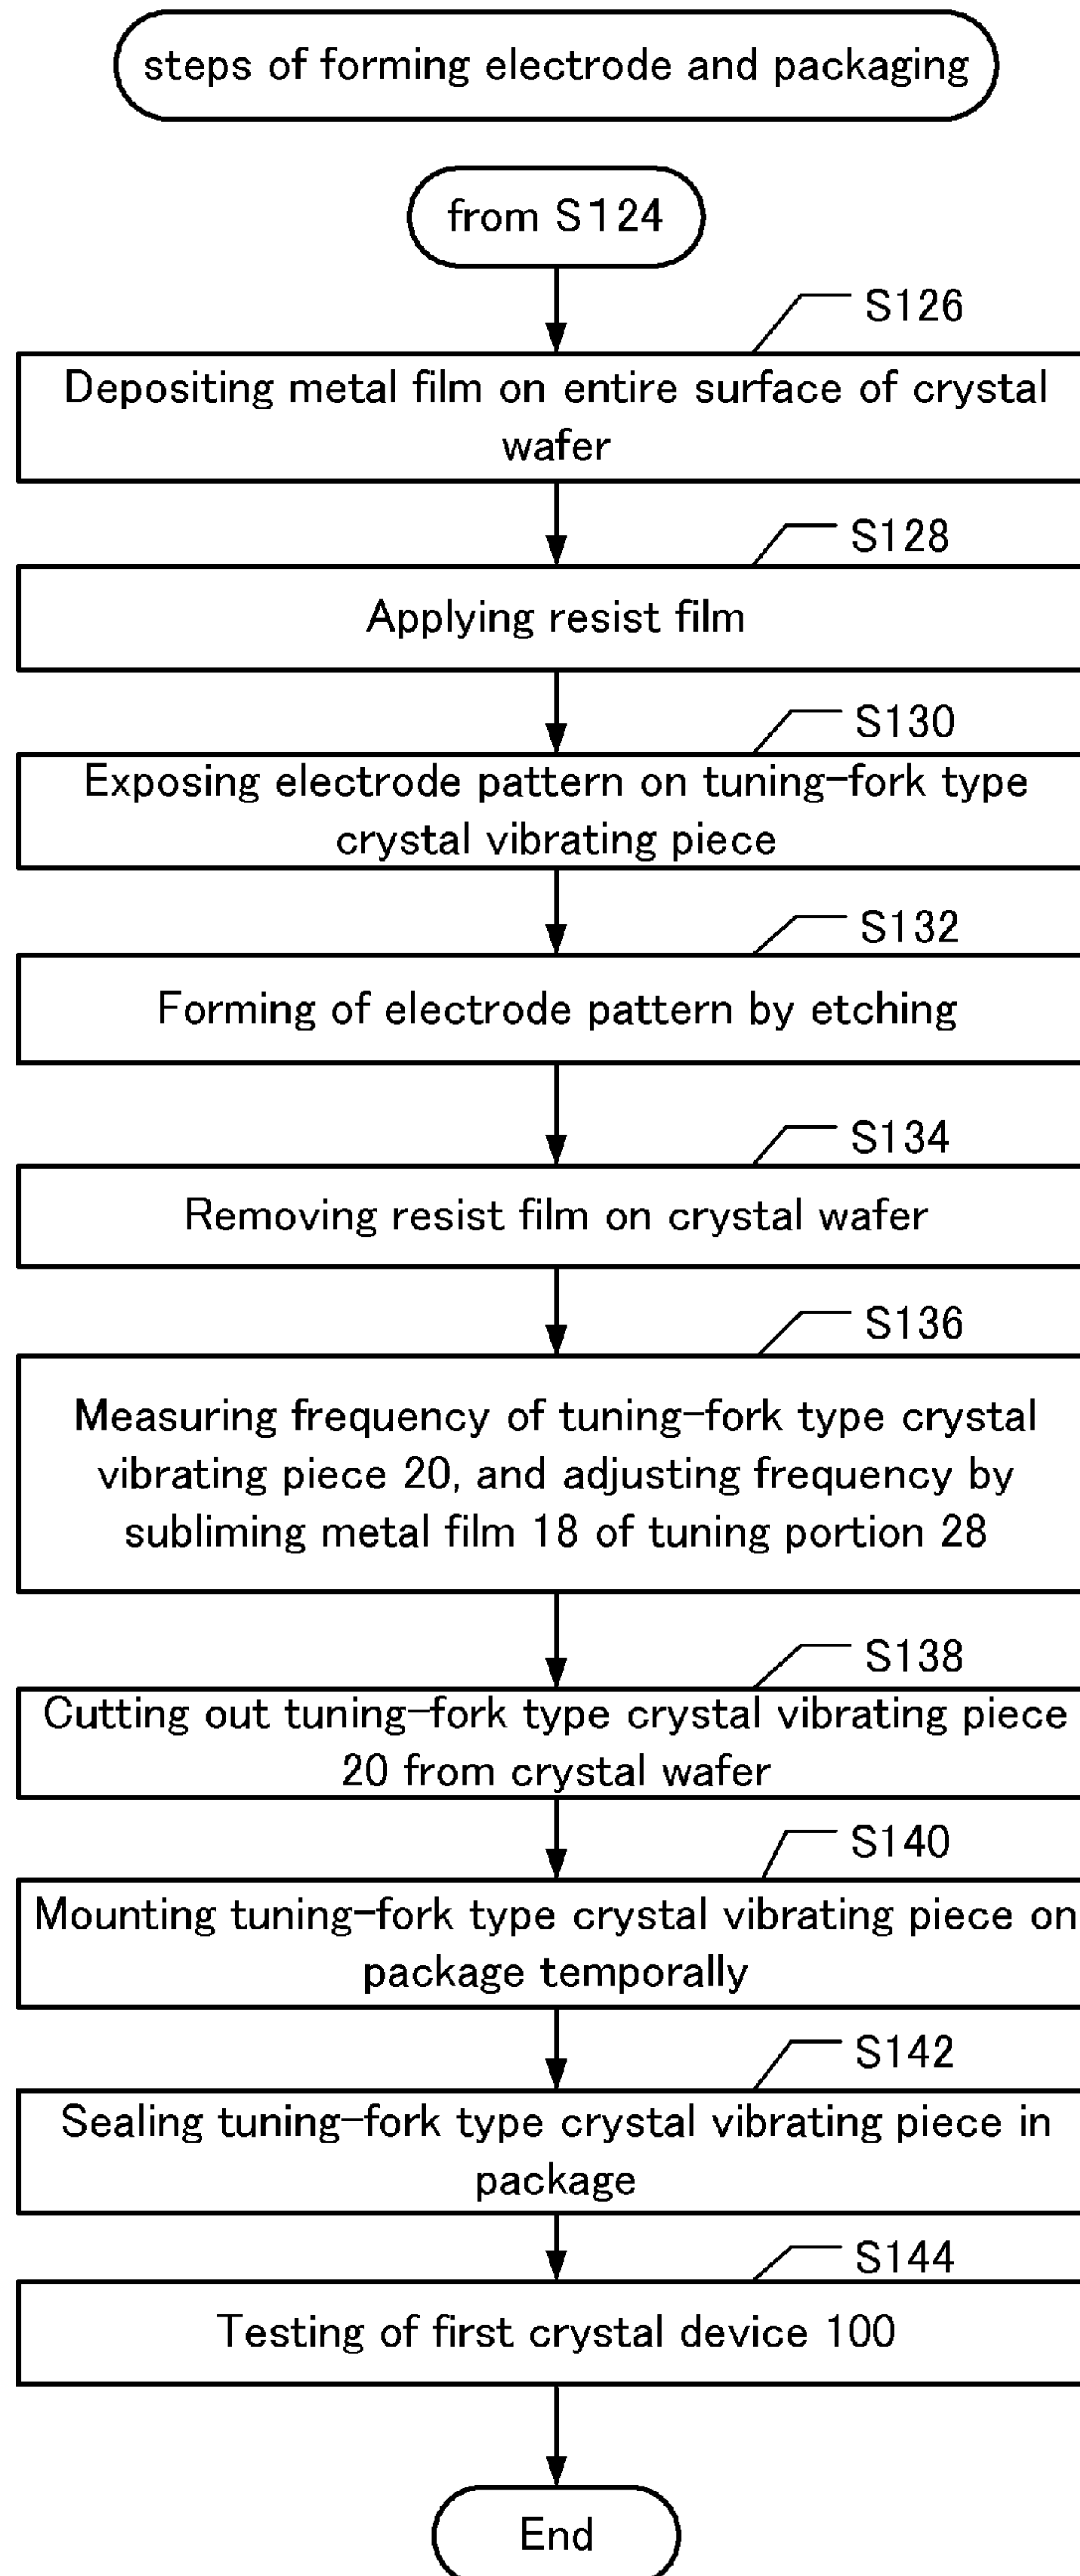 steps of forming electrode and packaging
from S124
S126
Depositing metal film on entire surface of crystal
wafer
S128
Applying resist film
S130
Exposing electrode pattern on tuning-fork type
crystal vibrating piece
S132
Forming of electrode pattern by etching
S134
Removing resist film on crystal wafer
S136
Measuring frequency of tuning-fork type crystal
vibrating piece 20, and adjusting frequency by
subliming metal film 18 of tuning portion 28
S138
Cutting out tuning-fork type crystal vibrating piece
20 from crystal wafer
S140
Mounting tuning-fork type crystal vibrating piece on
package temporally
S142
Sealing tuning-fork type crystal vibrating piece in
package
S144
Testing of first crystal device 100
End